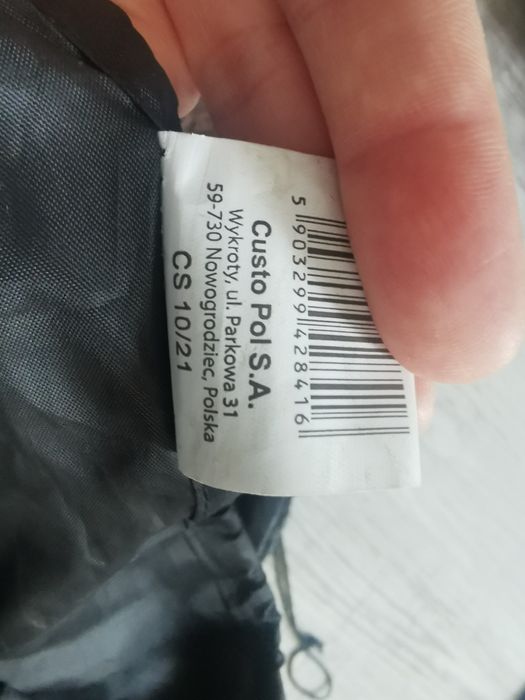 5 903299 428416
Custo Pol S.A.
Wykroty, ul. Parkowa 31
59-730 Nowogrodziec, Polska
CS 10/21